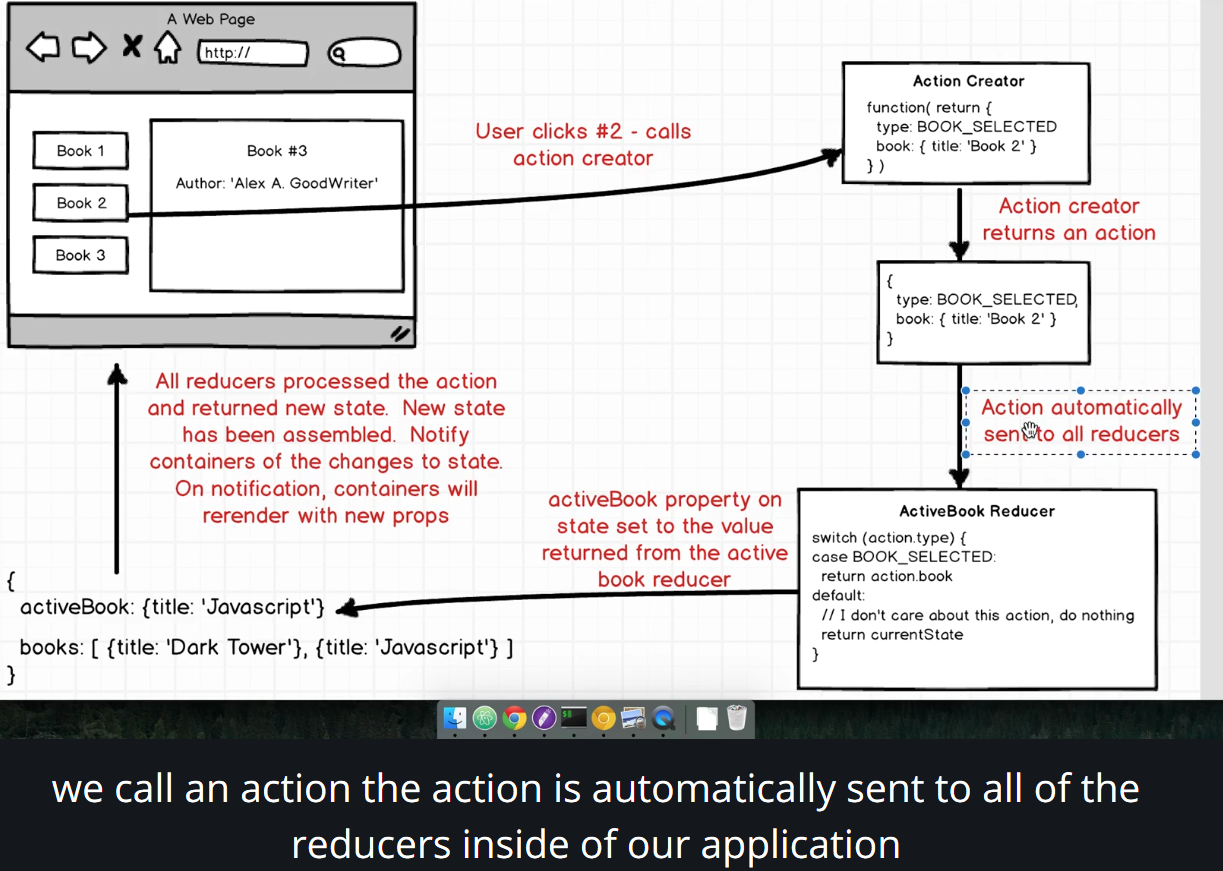 A Web Page
http://
Book 1
Book 2
Book 3
Book #3
Author: 'Alex A. GoodWriter'
User clicks #2 - calls
action creator
Action Creator
function( return {
type: BOOK_SELECTED
book: { title: 'Book 2' }
} )
Action creator
returns an action
{
type: BOOK_SELECTED,
book: { title: 'Book 2' }
}
Action automatically
sent to all reducers
ActiveBook Reducer
switch (action.type) {
case BOOK_SELECTED:
return action.book
default:
// I don't care about this action, do nothing
return currentState
}
activeBook property on
state set to the value
returned from the active
book reducer
All reducers processed the action
and returned new state. New state
has been assembled. Notify
containers of the changes to state.
On notification, containers will
rerender with new props
{
activeBook: {title: 'Javascript'}
books: [ {title: 'Dark Tower'}, {title: 'Javascript'} ]
}
we call an action the action is automatically sent to all of the
reducers inside of our application